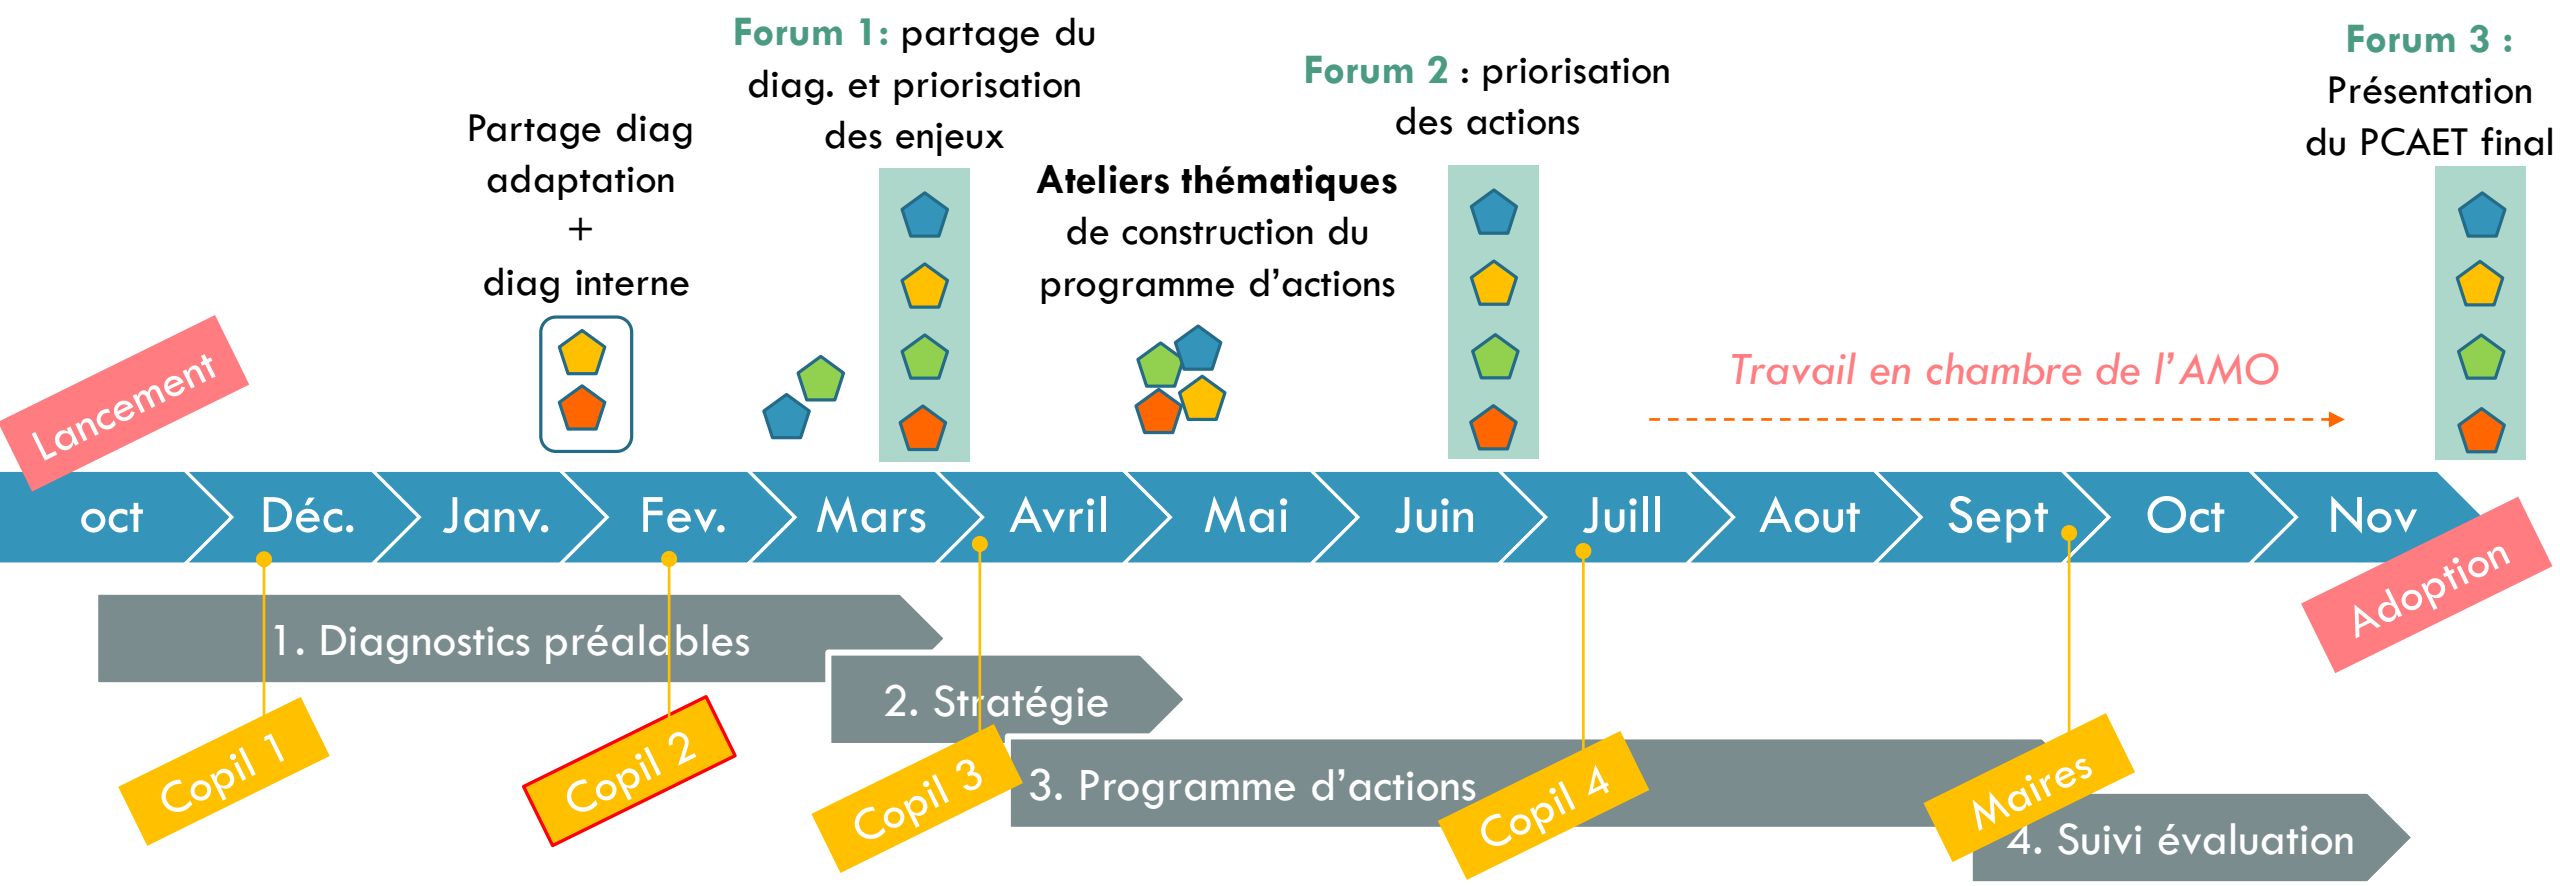 Forum 1: partage du
diag. et priorisation
des enjeux
Forum 2 : priorisation
des actions
Forum 3 :
Présentation
du PCAET final
Partage diag
adaptation
+
diag interne
Ateliers thématiques
de construction du
programme d’actions
Travail en chambre de l’AMO
Lancement
oct
Déc.
Janv.
Fev.
Mars
Avril
Mai
Juin
Juill
Aout
Sept
Oct
Nov
Adoption
1. Diagnostics préalables
2. Stratégie
3. Programme d’actions
4. Suivi évaluation
Copil 1
Copil 2
Copil 3
Copil 4
Maires